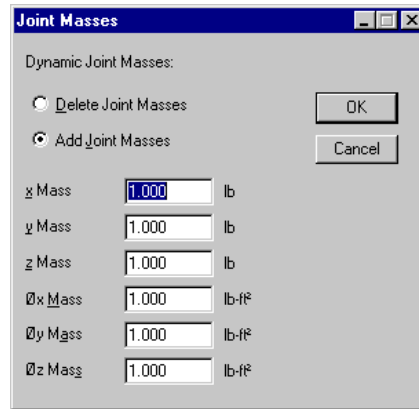 Joint Masses
Dynamic Joint Masses:
Delete Joint Masses
OK
Add Joint Masses
Cancel
x Mass 1.000 lb
y Mass 1.000 lb
z Mass 1.000 lb
Øx Mass 1.000 lb-ft²
Øy Mass 1.000 lb-ft²
Øz Mass 1.000 lb-ft²